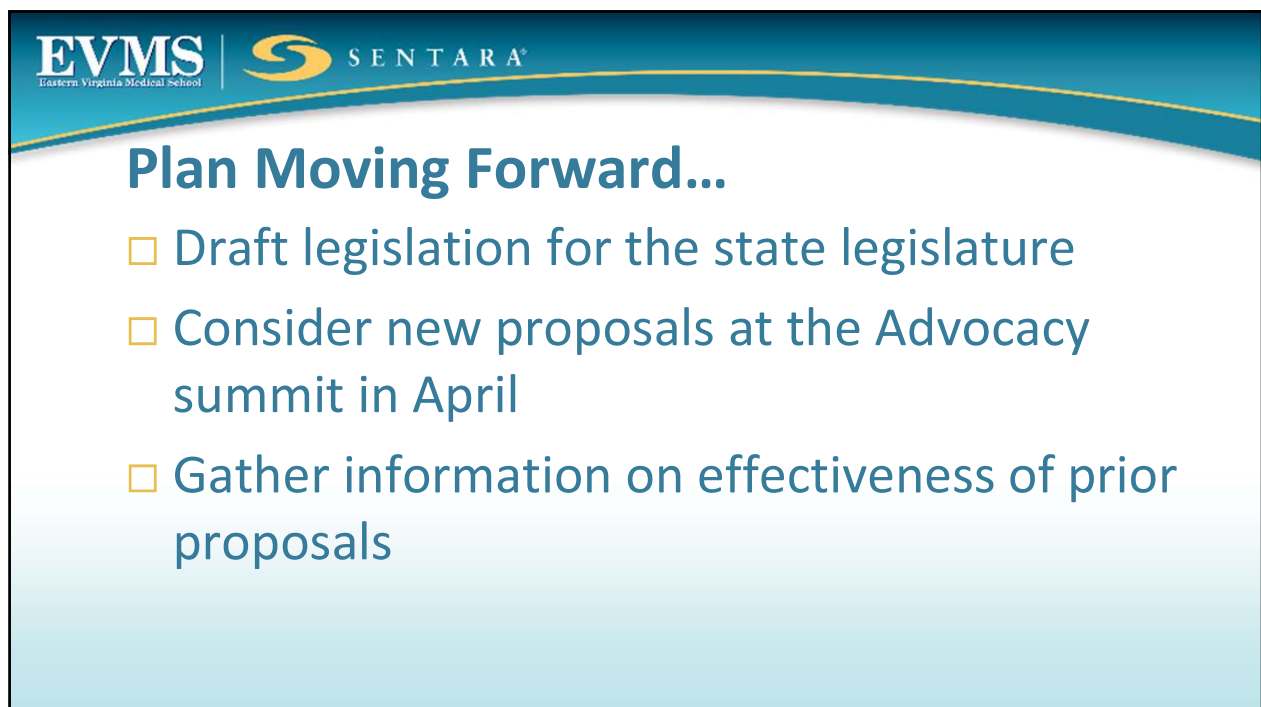 EVMS
Eastern Virginia Medical School
SENTARA®
Plan Moving Forward…
Draft legislation for the state legislature
Consider new proposals at the Advocacy
summit in April
Gather information on effectiveness of prior
proposals